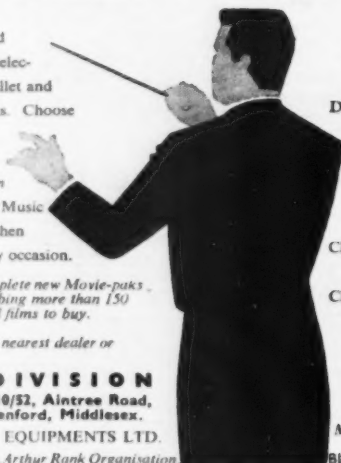 elec-
llet and
s. Choose
Music
hen
y occasion.
plete new Movie-paks
bing more than 150
films to buy.
nearest dealer or
DIVISION
0/52, Aintree Road,
enford, Middlesex.
EQUIPMENTS LTD.
Arthur Rank Organisation
D
C
C